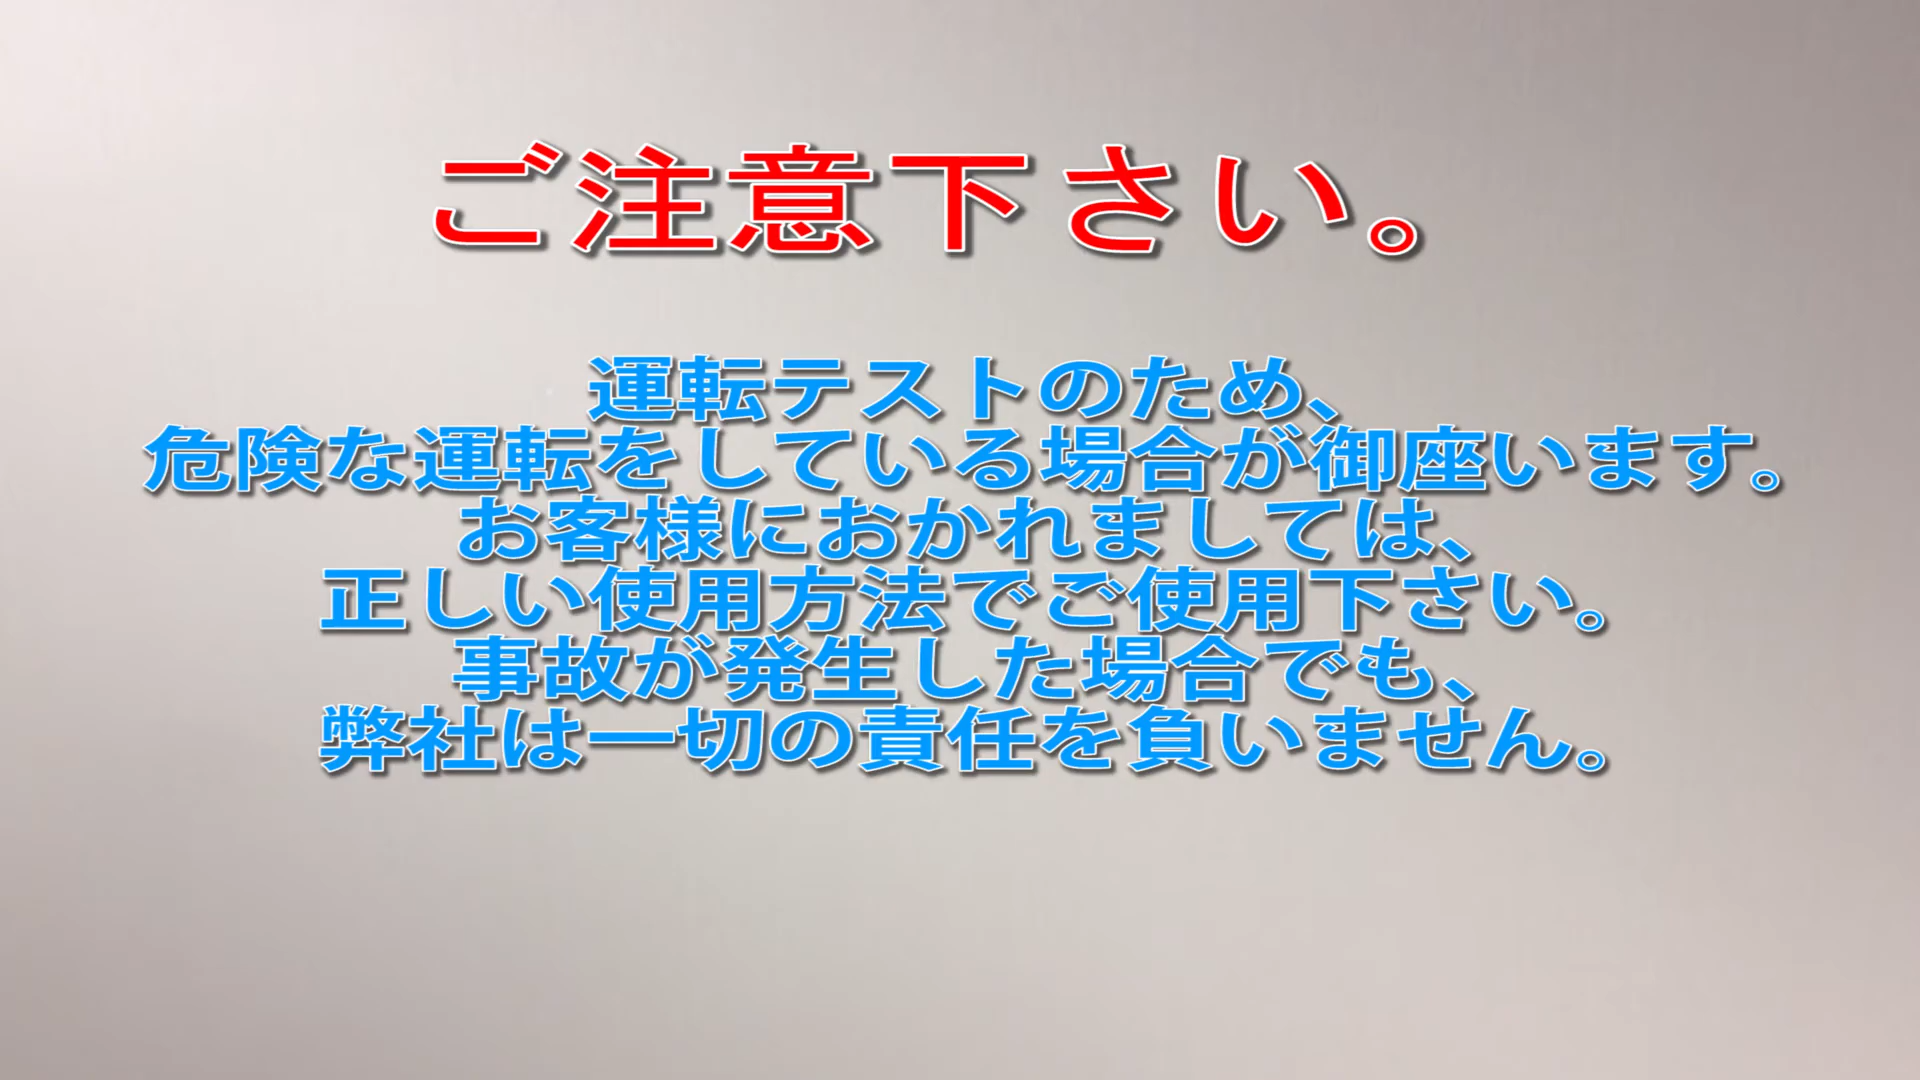 ご注意下さい。
運転テストのため、
危険な運転をしている場合が御座います。
お客様におかれましては、
正しい使用方法でご使用下さい。
事故が発生した場合でも、
弊社は一切の責任を負いません。